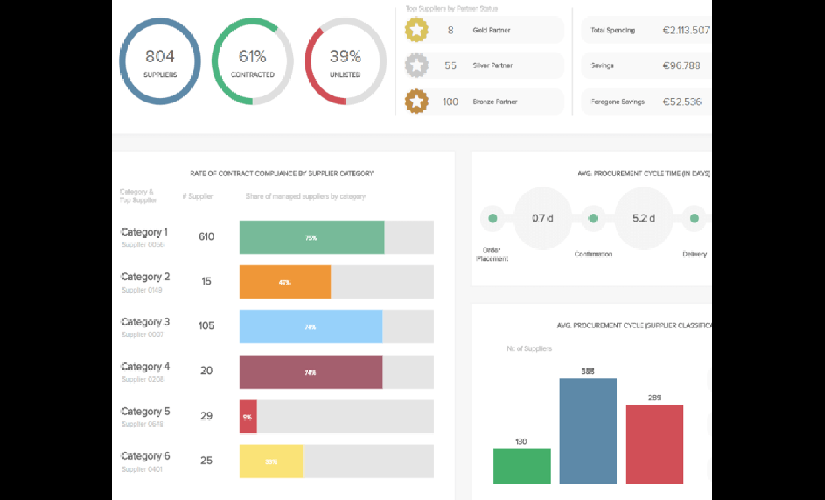 Top Suppliers by Partner Status
804
SUPPLIERS
61%
CONTRACTED
39%
UNLISTED
8 Gold Partner
55 Silver Partner
100 Bronze Partner
Total Spending €2.113.507
Savings €96.788
Foregone Savings €52.536
RATE OF CONTRACT COMPLIANCE BY SUPPLIER CATEGORY
Category &
Top Supplier
# Supplier
Share of managed suppliers by category
Category 1
Supplier 0056
610
75%
Category 2
Supplier 0149
15
47%
Category 3
Supplier 0001
105
74%
Category 4
Supplier 0208
20
74%
Category 5
Supplier 0648
29
9%
Category 6
Supplier 0401
25
AVG. PROCUREMENT CYCLE TIME (IN DAYS)
07 d
5.2 d
Order
Placement
Confirmation
Delivery
AVG. PROCUREMENT CYCLE (SUPPLIER CLASSIFIC
No of Suppliers
130
385
289